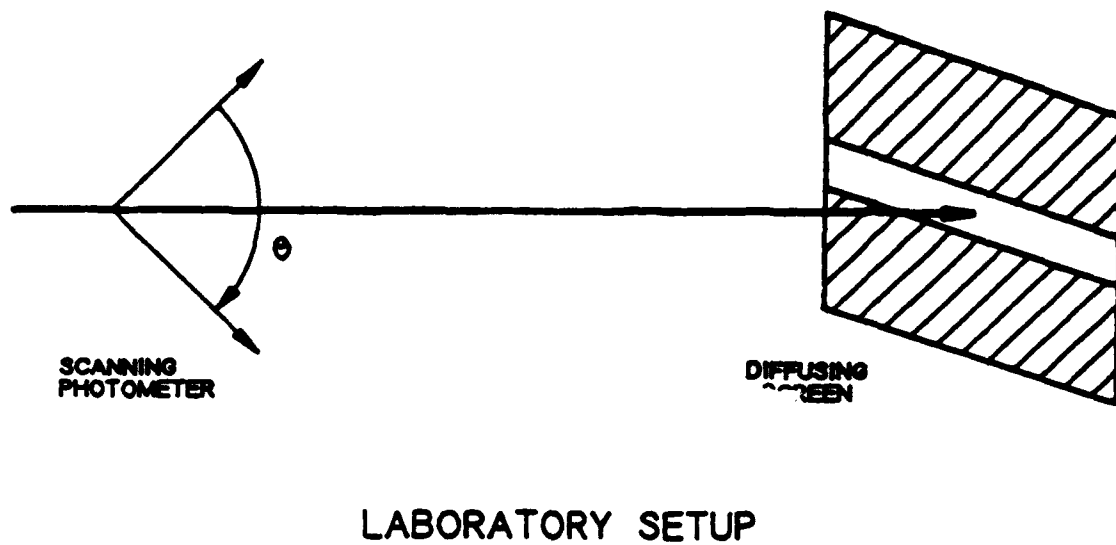 θ
SCANNING
PHOTOMETER
DIFFUSING
LABORATORY SETUP